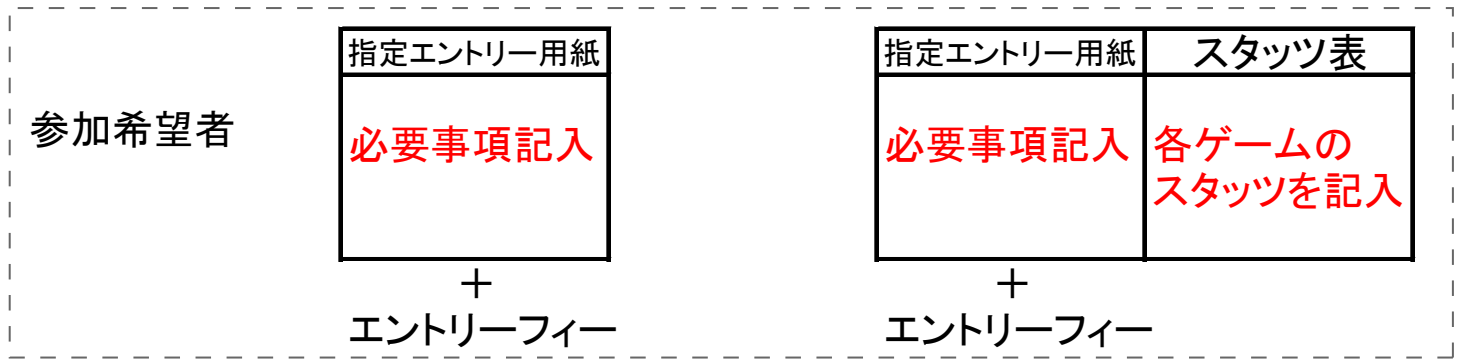 指定エントリー用紙
指定エントリー用紙 スタッツ表
参加希望者
必要事項記入
必要事項記入
各ゲームの
スタッツを記入
＋
エントリーフィー
＋
エントリーフィー